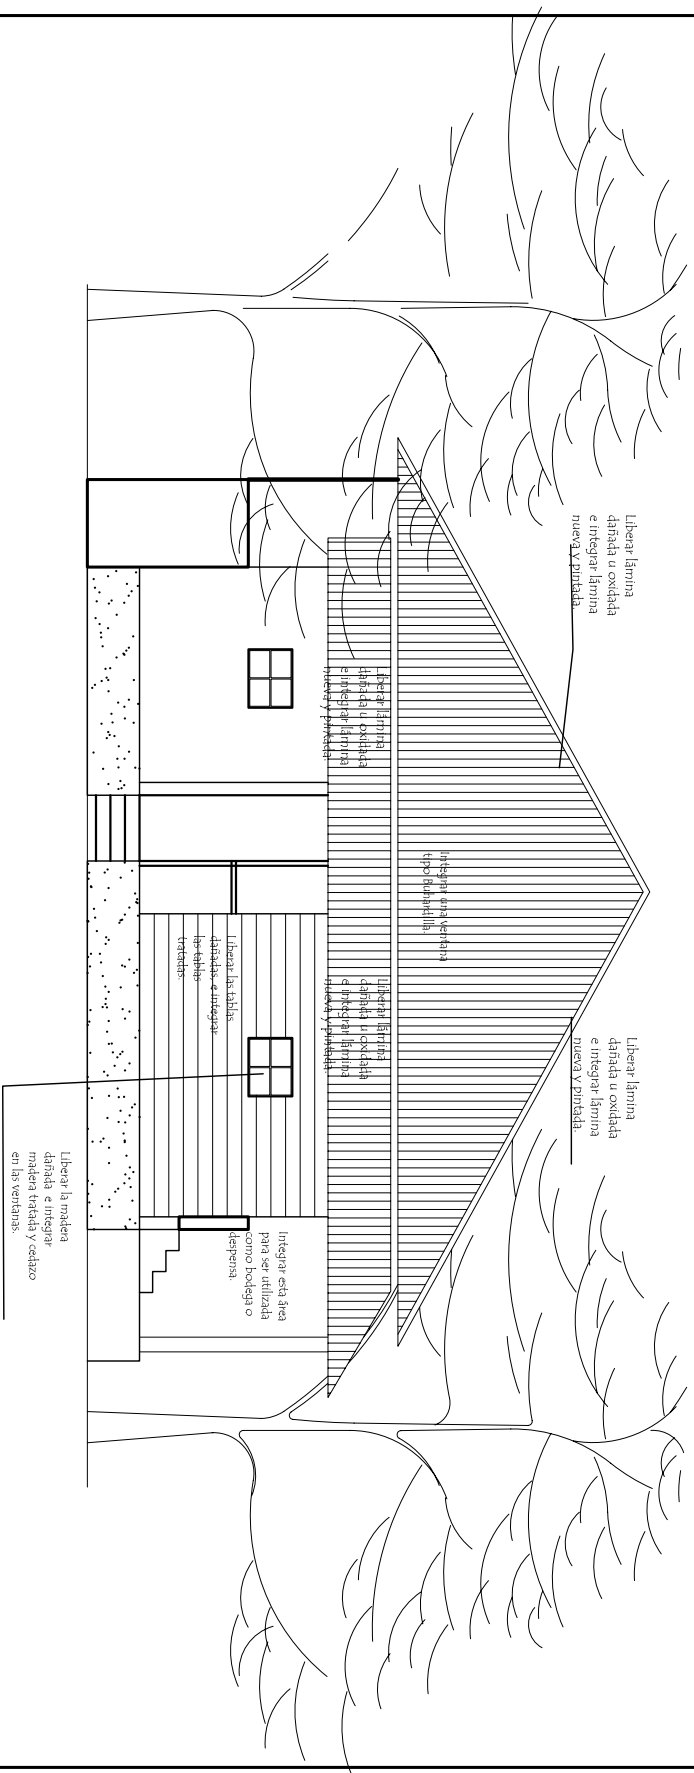 Liberar lámina
dañada u oxidada
e integrar lámina
nueva y pintada.
Liberar lámina
dañada u oxidada
e integrar lámina
nueva y pintada.
Liberar lámina
dañada u oxidada
e integrar lámina
nueva y pintada.
Integrar una ventana
tipo Buhardilla.
Liberar lámina
dañada u oxidada
e integrar lámina
nueva y pintada.
Liberar las tablas
dañadas, e integrar
las tablas
tratadas.
Integrar esta área
para ser utilizada
como bodega o
despensa.
Liberar la madera
dañada e integrar
madera tratada y cedazo
en las ventanas.